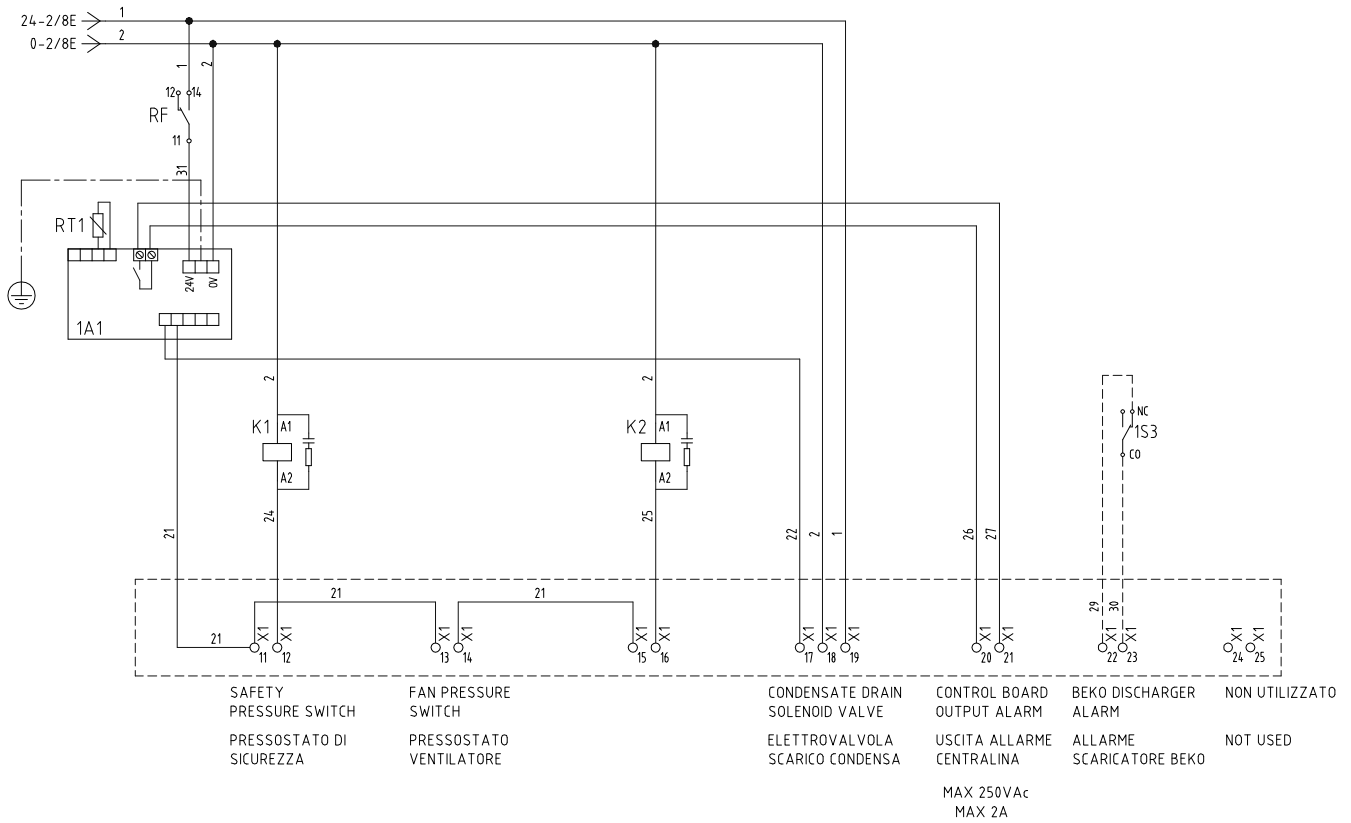 24-2/8E
1
0-2/8E
2
1
2
12
14
RF
11
31
RT1
24V
0V
1A1
2
2
K1
A1
A2
K2
A1
A2
NC
1S3
CO
21
24
25
22
2
1
26
27
29
30
21
21
21
X1
11
X1
12
X1
13
X1
14
X1
15
X1
16
X1
17
X1
18
X1
19
X1
20
X1
21
X1
22
X1
23
X1
24
X1
25
SAFETY
PRESSURE SWITCH
PRESSOSTATO DI
SICUREZZA
FAN PRESSURE
SWITCH
PRESSOSTATO
VENTILATORE
CONDENSATE DRAIN
SOLENOID VALVE
ELETTROVALVOLA
SCARICO CONDENSA
CONTROL BOARD
OUTPUT ALARM
USCITA ALLARME
CENTRALINA
MAX 250VAc
MAX 2A
BEKO DISCHARGER
ALARM
ALLARME
SCARICATORE BEKO
NON UTILIZZATO
NOT USED